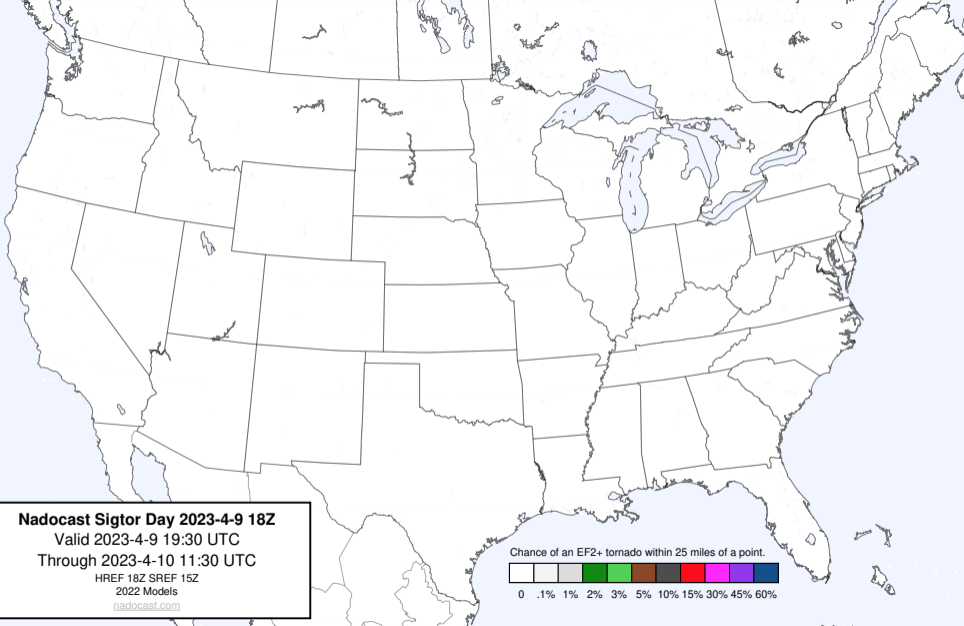 Nadocast Sigtor Day 2023-4-9 18Z
Valid 2023-4-9 19:30 UTC
Through 2023-4-10 11:30 UTC
HREF 18Z SREF 15Z
2022 Models
nadocast.com
Chance of an EF2+ tornado within 25 miles of a point.
0 .1% 1% 2% 3% 5% 10% 15% 30% 45% 60%